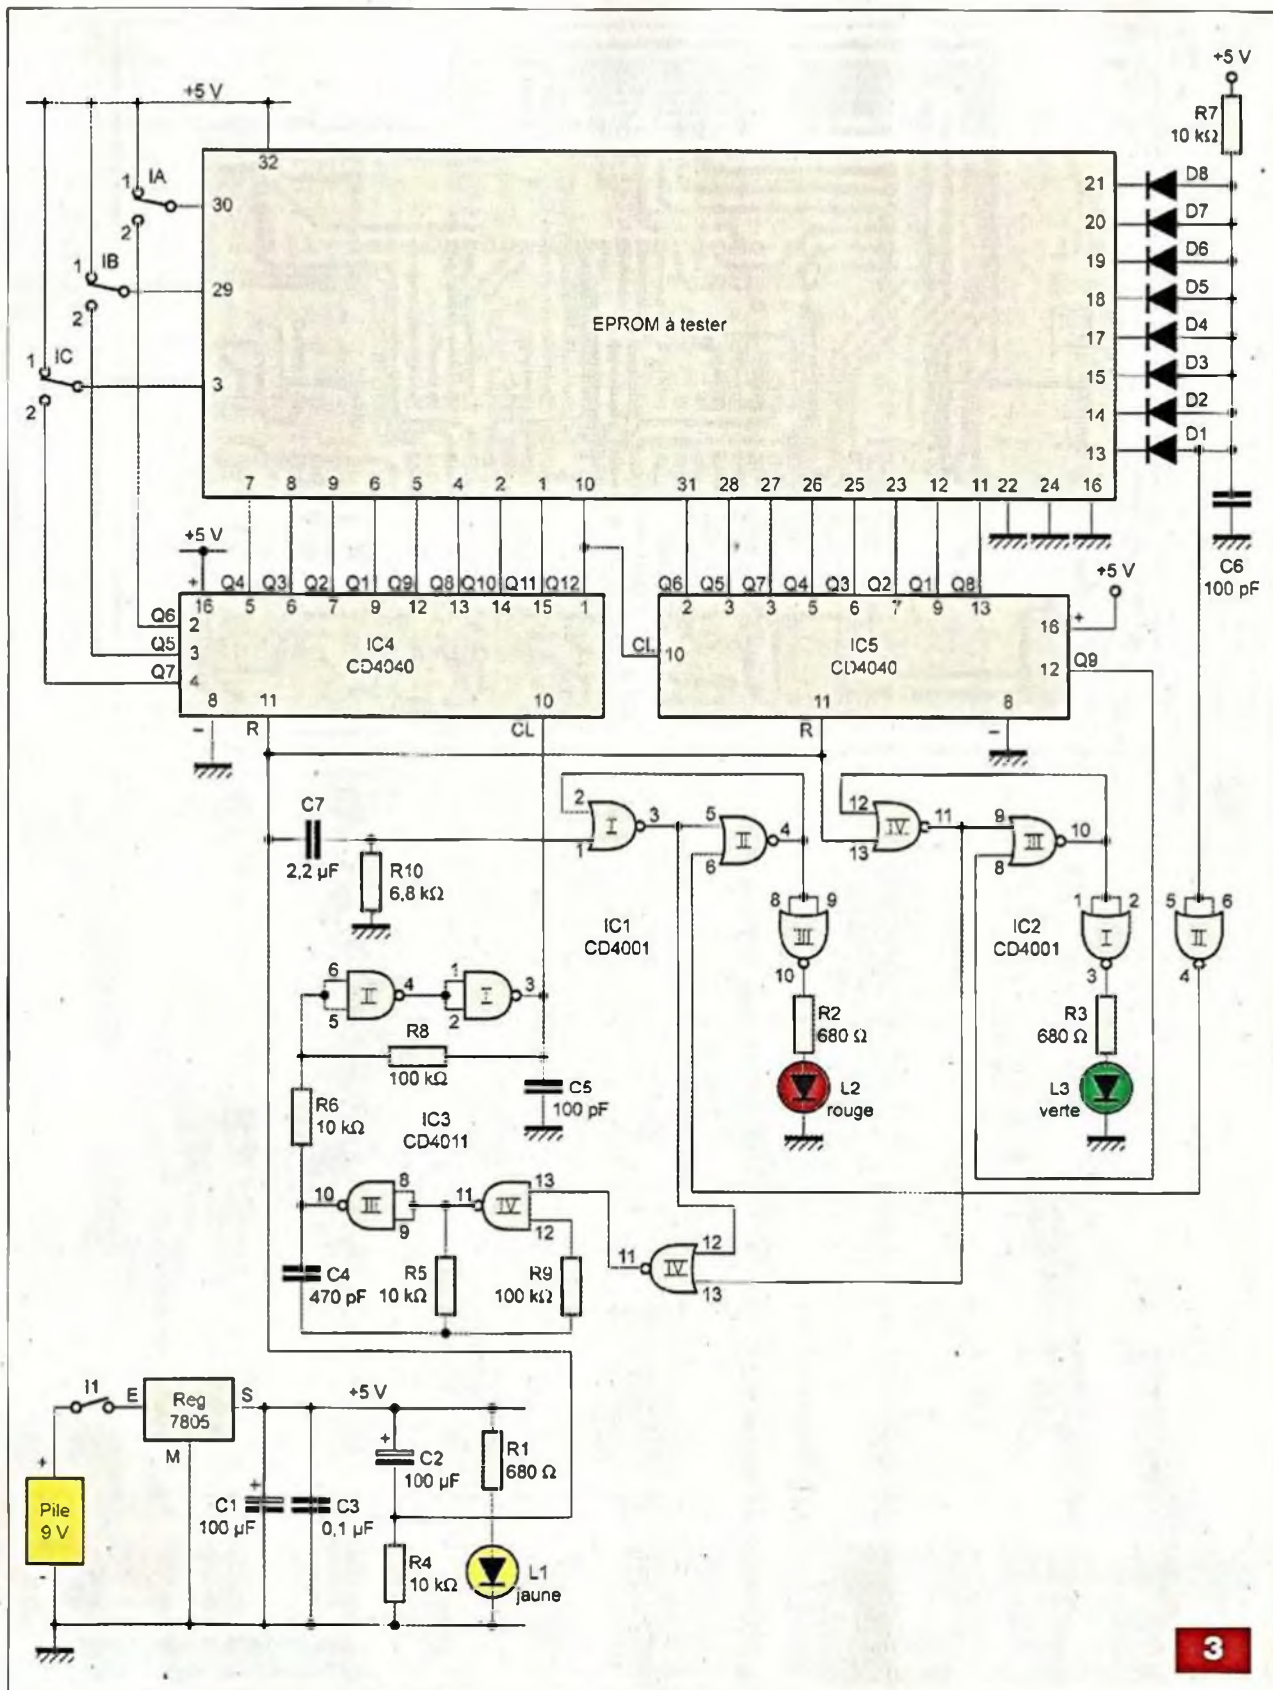 +5 V
+5 V
R7
10 kΩ
32
1 IA
2
30
1 IB
2
29
1 IC
2
3
EPROM à tester
21 D8
20 D7
19 D6
18 D5
17 D4
15 D3
14 D2
13 D1
7 8 9 6 5 4 2 1 10 31 28 27 26 25 23 12 11 22 24 16
C6
100 pF
+5 V
+5 V
Q4 Q3 Q2 Q1 Q9 Q8 Q10 Q11 Q12 Q6 Q5 Q7 Q4 Q3 Q2 Q1 Q8
+ 16 5 6 7 9 12 13 14 15 1 2 3 3 5 6 7 9 13
Q6 2
Q5 3
Q7 4
IC4
CD4040
CL 10
IC5
CD4040
16 +
12 Q9
8 11 10 11 8
- R CL R -
C7
2,2 µF
R10
6,8 kΩ
2 I 3
1
5 II 4
6
12 IV 11
13
9 III 10
8
IC1
CD4001
8 9
III
10
IC2
CD4001
1 2
I
3
5 6
II
4
6 II 4
5
1 I 3
2
R8
100 kΩ
R2
680 Ω
R3
680 Ω
R6
10 kΩ
C5
100 pF
L2
rouge
L3
verte
IC3
CD4011
10 III 8
9
11 IV 13
12
11 IV 12
13
C4
470 pF
R5
10 kΩ
R9
100 kΩ
I1
E Reg S
7805
M
+5 V
+
Pile
9 V
-
+
C1
100 µF
C3
0,1 µF
+
C2
100 µF
R1
680 Ω
R4
10 kΩ
L1
jaune
3